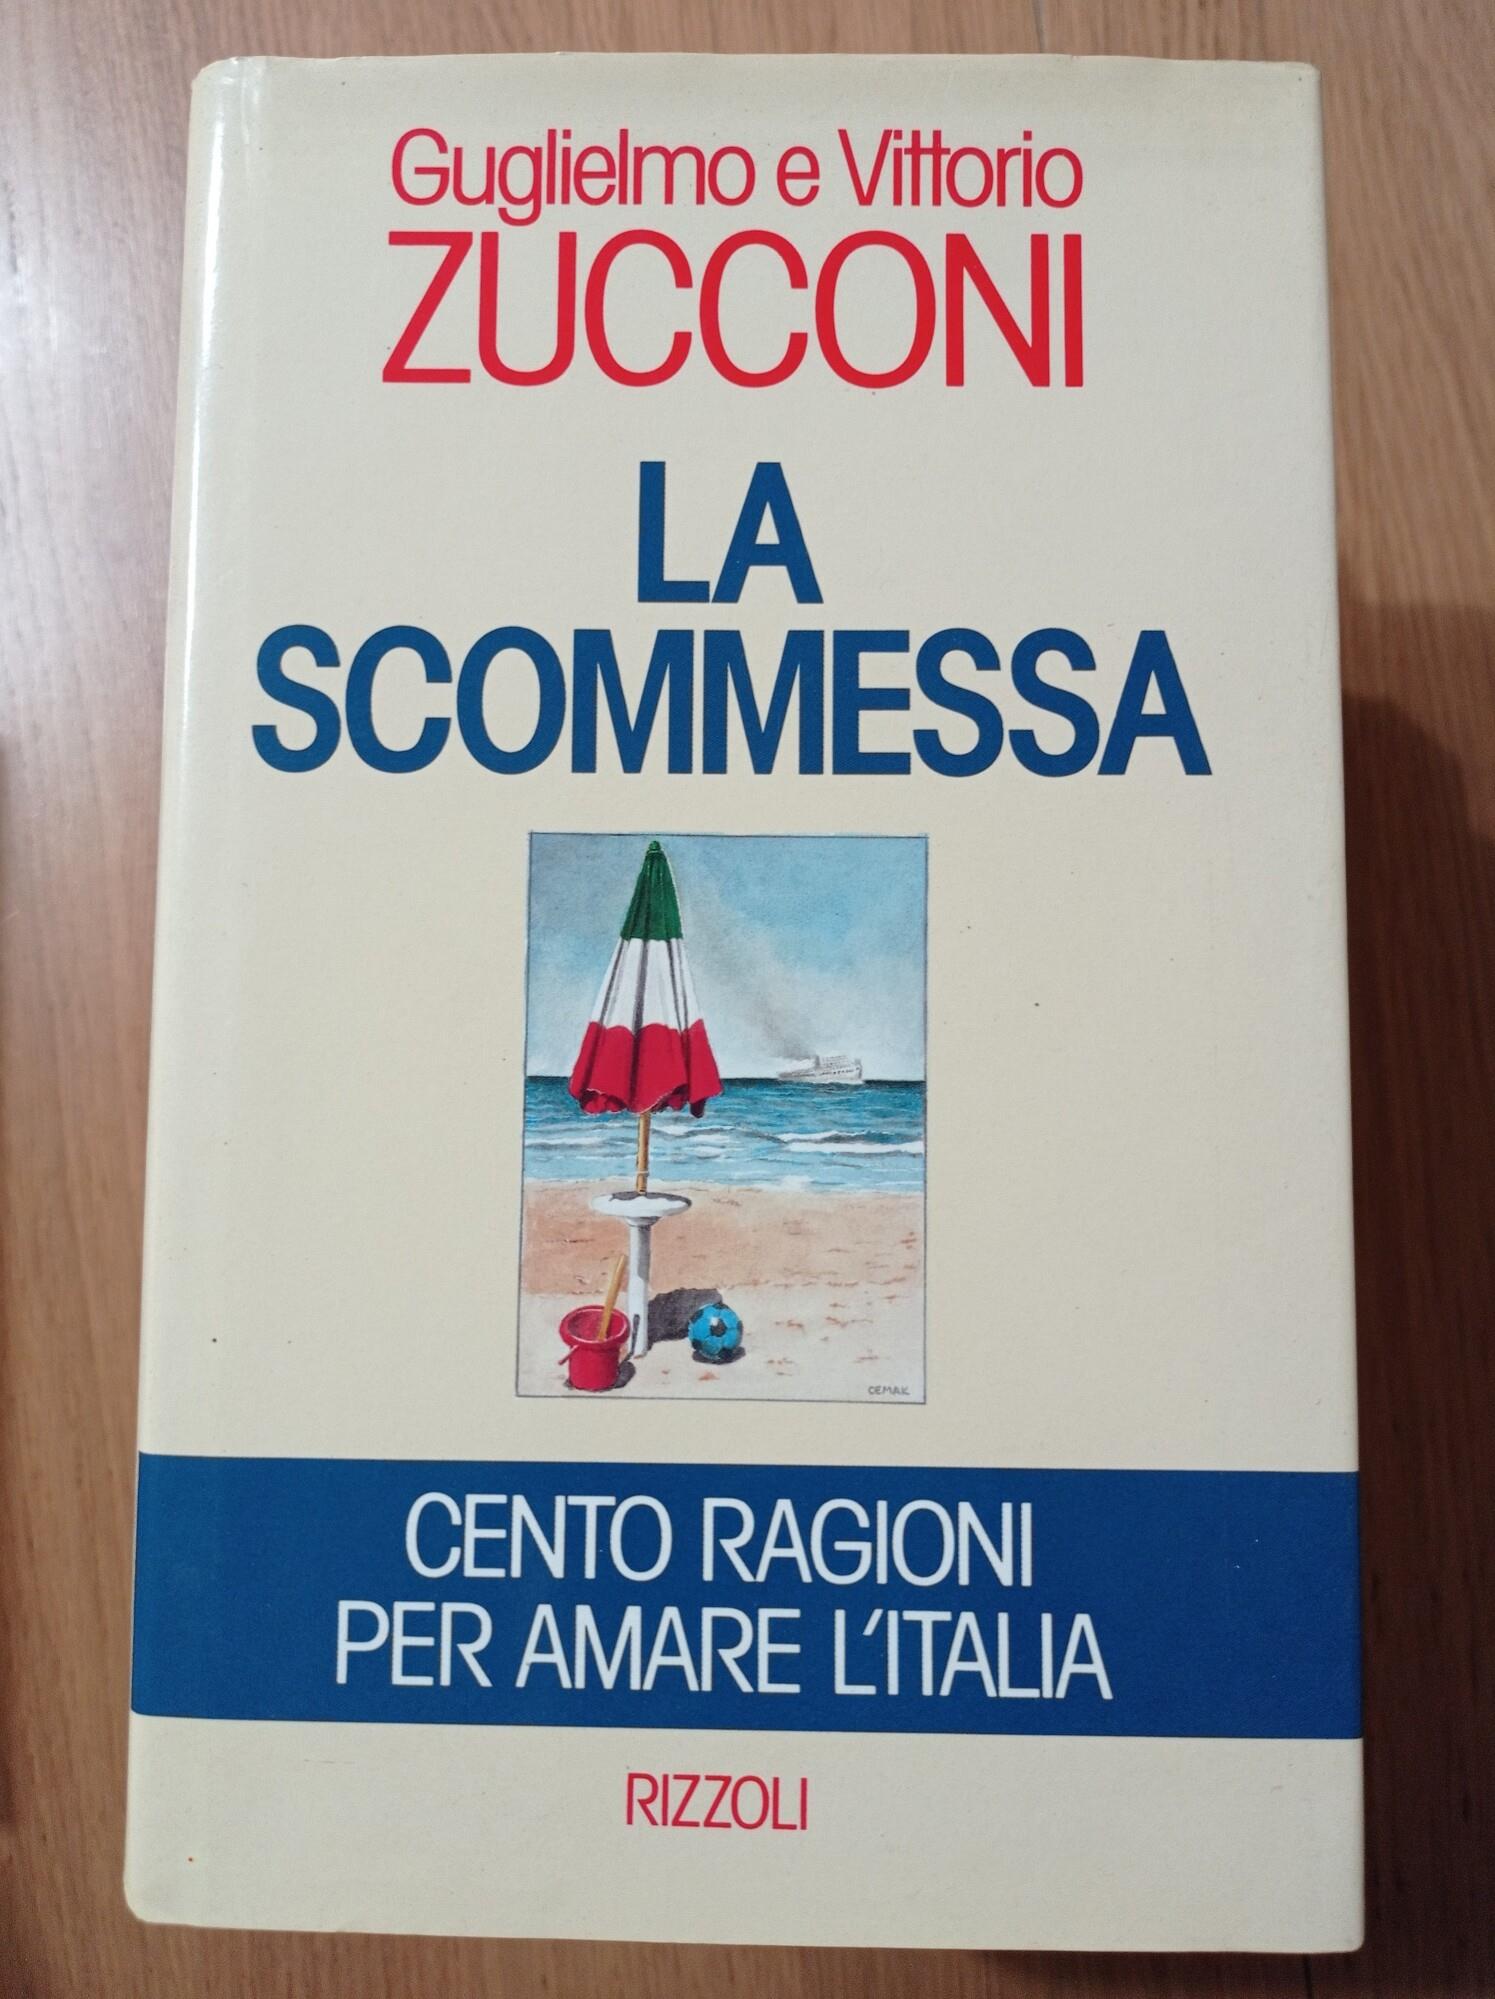 Guglielmo e Vittorio
ZUCCONI
LA
SCOMMESSA
CEMAK
CENTO RAGIONI
PER AMARE L'ITALIA
RIZZOLI